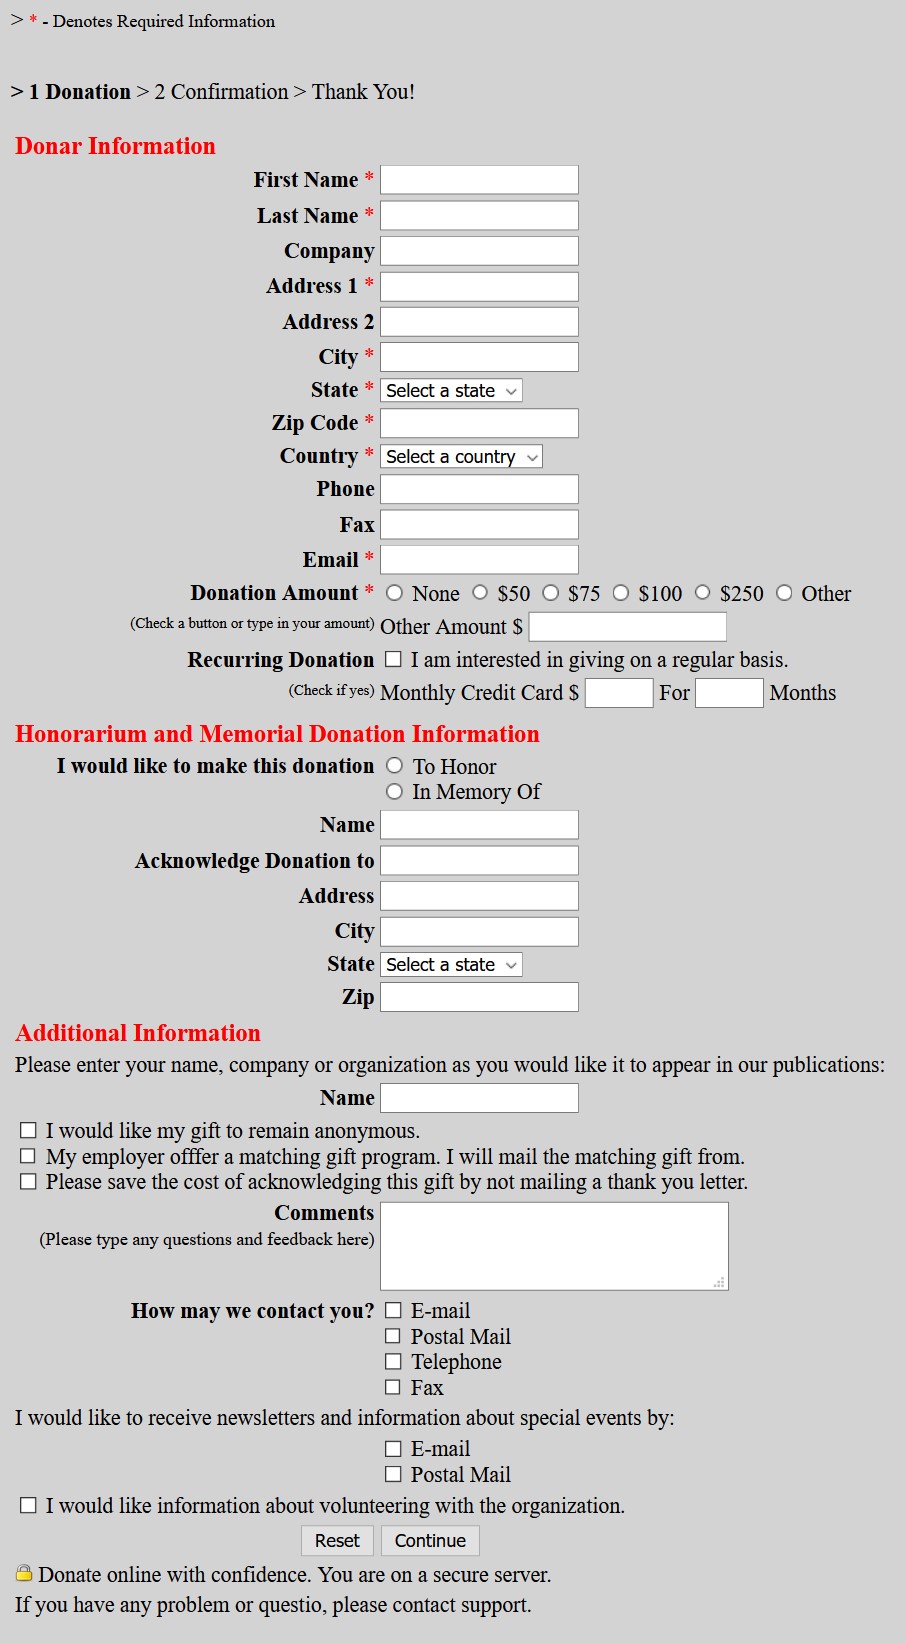 > * - Denotes Required Information
> 1 Donation > 2 Confirmation > Thank You!
Donar Information
First Name *
Last Name *
Company
Address 1 *
Address 2
City *
State * Select a state
Zip Code *
Country * Select a country
Phone
Fax
Email *
Donation Amount * None $50 $75 $100 $250 Other
(Check a button or type in your amount) Other Amount $
Recurring Donation I am interested in giving on a regular basis.
(Check if yes) Monthly Credit Card $ For Months
Honorarium and Memorial Donation Information
I would like to make this donation To Honor
In Memory Of
Name
Acknowledge Donation to
Address
City
State Select a state
Zip
Additional Information
Please enter your name, company or organization as you would like it to appear in our publications:
Name
I would like my gift to remain anonymous.
My employer offfer a matching gift program. I will mail the matching gift from.
Please save the cost of acknowledging this gift by not mailing a thank you letter.
Comments
(Please type any questions and feedback here)
How may we contact you? E-mail
Postal Mail
Telephone
Fax
I would like to receive newsletters and information about special events by:
E-mail
Postal Mail
I would like information about volunteering with the organization.
Reset Continue
Donate online with confidence. You are on a secure server.
If you have any problem or questio, please contact support.